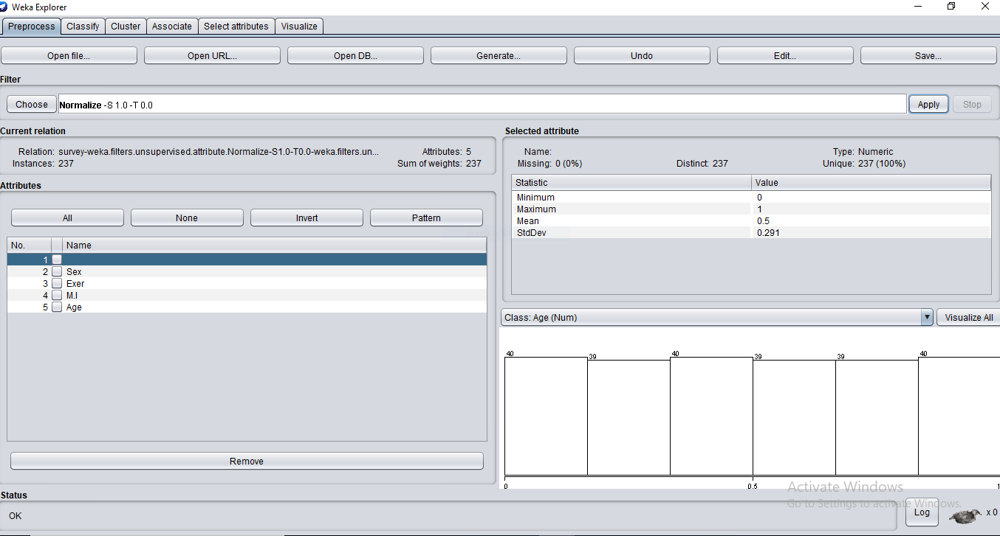 Weka Explorer
Preprocess Classify Cluster Associate Select attributes Visualize
Open file... Open URL... Open DB... Generate... Undo Edit... Save...
Filter
Choose Normalize -S 1.0 -T 0.0 Apply Stop
Current relation
Relation: survey-weka.filters.unsupervised.attribute.Normalize-S1.0-T0.0-weka.filters.un... Attributes: 5
Instances: 237 Sum of weights: 237
Attributes
All None Invert Pattern
No. Name
1
2 Sex
3 Exer
4 M.I
5 Age
Remove
Selected attribute
Name: Type: Numeric
Missing: 0 (0%) Distinct: 237 Unique: 237 (100%)
Statistic Value
Minimum 0
Maximum 1
Mean 0.5
StdDev 0.291
Class: Age (Num) Visualize All
40 39 40 39 39 40
0 0.5 1
Activate Windows
Go to Settings to activate Windows.
Status
OK Log x 0